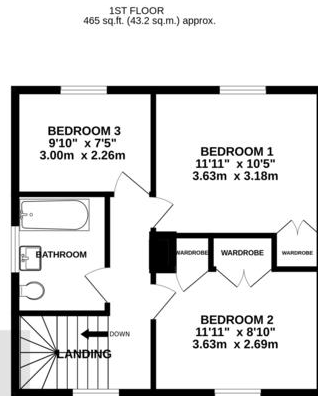 1ST FLOOR
465 sq.ft. (43.2 sq.m.) approx.
BEDROOM 3
9'10" x 7'5"
3.00m x 2.26m
BEDROOM 1
11'11" x 10'5"
3.63m x 3.18m
BATHROOM
WARDROBE
WARDROBE
WARDROBE
BEDROOM 2
11'11" x 8'10"
3.63m x 2.69m
DOWN
LANDING